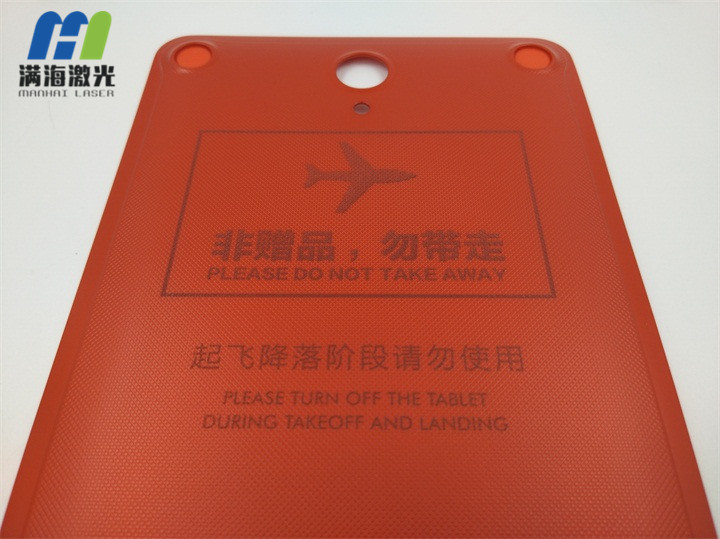 满海激光
MANHAI LASER
非赠品，勿带走
PLEASE DO NOT TAKE AWAY
起飞降落阶段请勿使用
PLEASE TURN OFF THE TABLET
DURING TAKEOFF AND LANDING